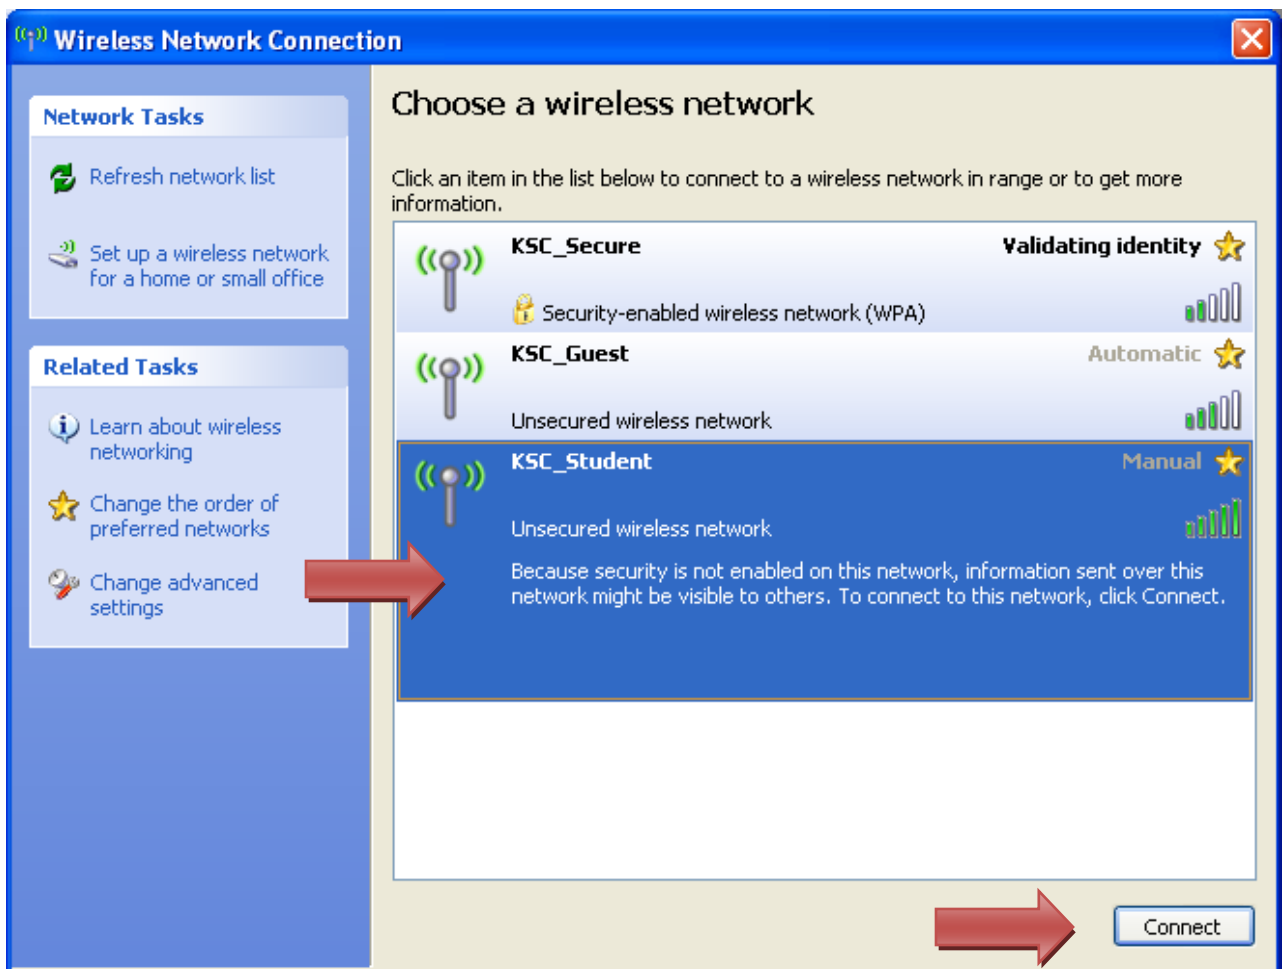 Wireless Network Connection
Network Tasks
Refresh network list
Set up a wireless network
for a home or small office
Related Tasks
Learn about wireless
networking
Change the order of
preferred networks
Change advanced
settings
Choose a wireless network
Click an item in the list below to connect to a wireless network in range or to get more
information.
KSC_Secure Validating identity
Security-enabled wireless network (WPA)
KSC_Guest Automatic
Unsecured wireless network
KSC_Student Manual
Unsecured wireless network
Because security is not enabled on this network, information sent over this
network might be visible to others. To connect to this network, click Connect.
Connect